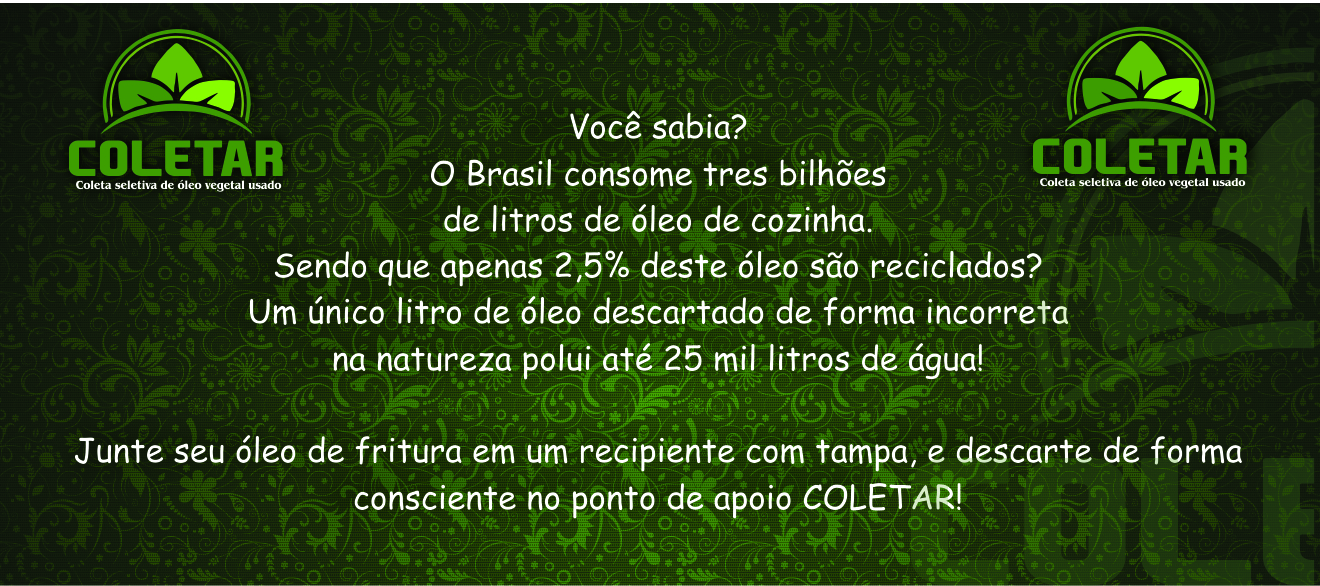 COLETAR
Coleta seletiva de óleo vegetal usado
COLETAR
Coleta seletiva de óleo vegetal usado
Você sabia?
O Brasil consome tres bilhões
de litros de óleo de cozinha.
Sendo que apenas 2,5% deste óleo são reciclados?
Um único litro de óleo descartado de forma incorreta
na natureza polui até 25 mil litros de água!
Junte seu óleo de fritura em um recipiente com tampa, e descarte de forma
consciente no ponto de apoio COLETAR!
COLE